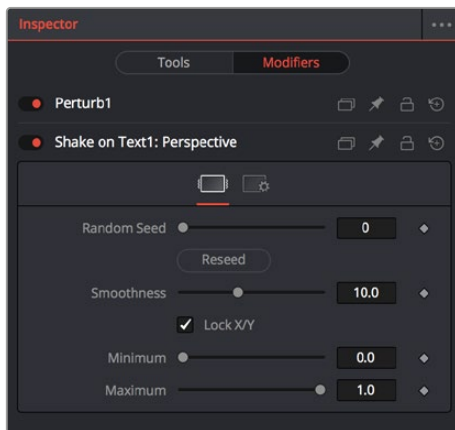 Inspector
Tools Modifiers
Perturb1
Shake on Text1: Perspective
Random Seed 0
Reseed
Smoothness 10.0
Lock X/Y
Minimum 0.0
Maximum 1.0